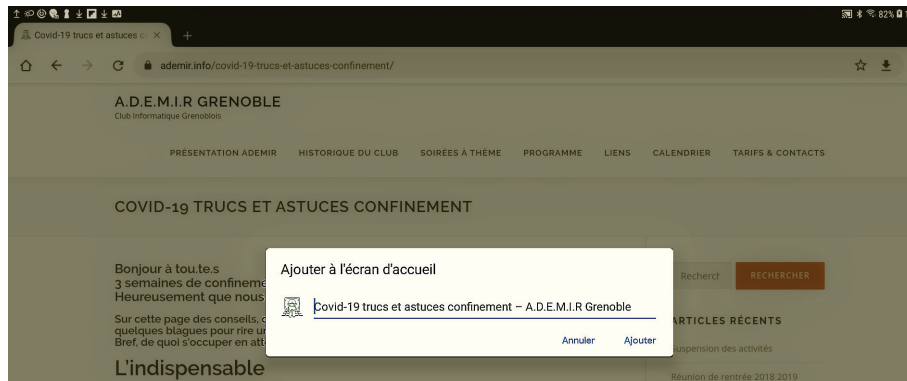 82%
Covid-19 trucs et astuces c
ademir.info/covid-19-trucs-et-astuces-confinement/
A.D.E.M.I.R GRENOBLE
Club Informatique Grenoblois
PRÉSENTATION ADEMIR HISTORIQUE DU CLUB SOIRÉES À THÈME PROGRAMME LIENS CALENDRIER TARIFS & CONTACTS
COVID-19 TRUCS ET ASTUCES CONFINEMENT
Bonjour à tou.te.s
3 semaines de confineme
Heureusement que nous
Sur cette page des conseils,
quelques blagues pour rire
Bref, de quoi s'occuper en att
L'indispensable
Ajouter à l'écran d'accueil
Covid-19 trucs et astuces confinement – A.D.E.M.I.R Grenoble
Annuler Ajouter
Recherch RECHERCHER
ARTICLES RÉCENTS
Suspension des activités
Réunion de rentrée 2018 2019